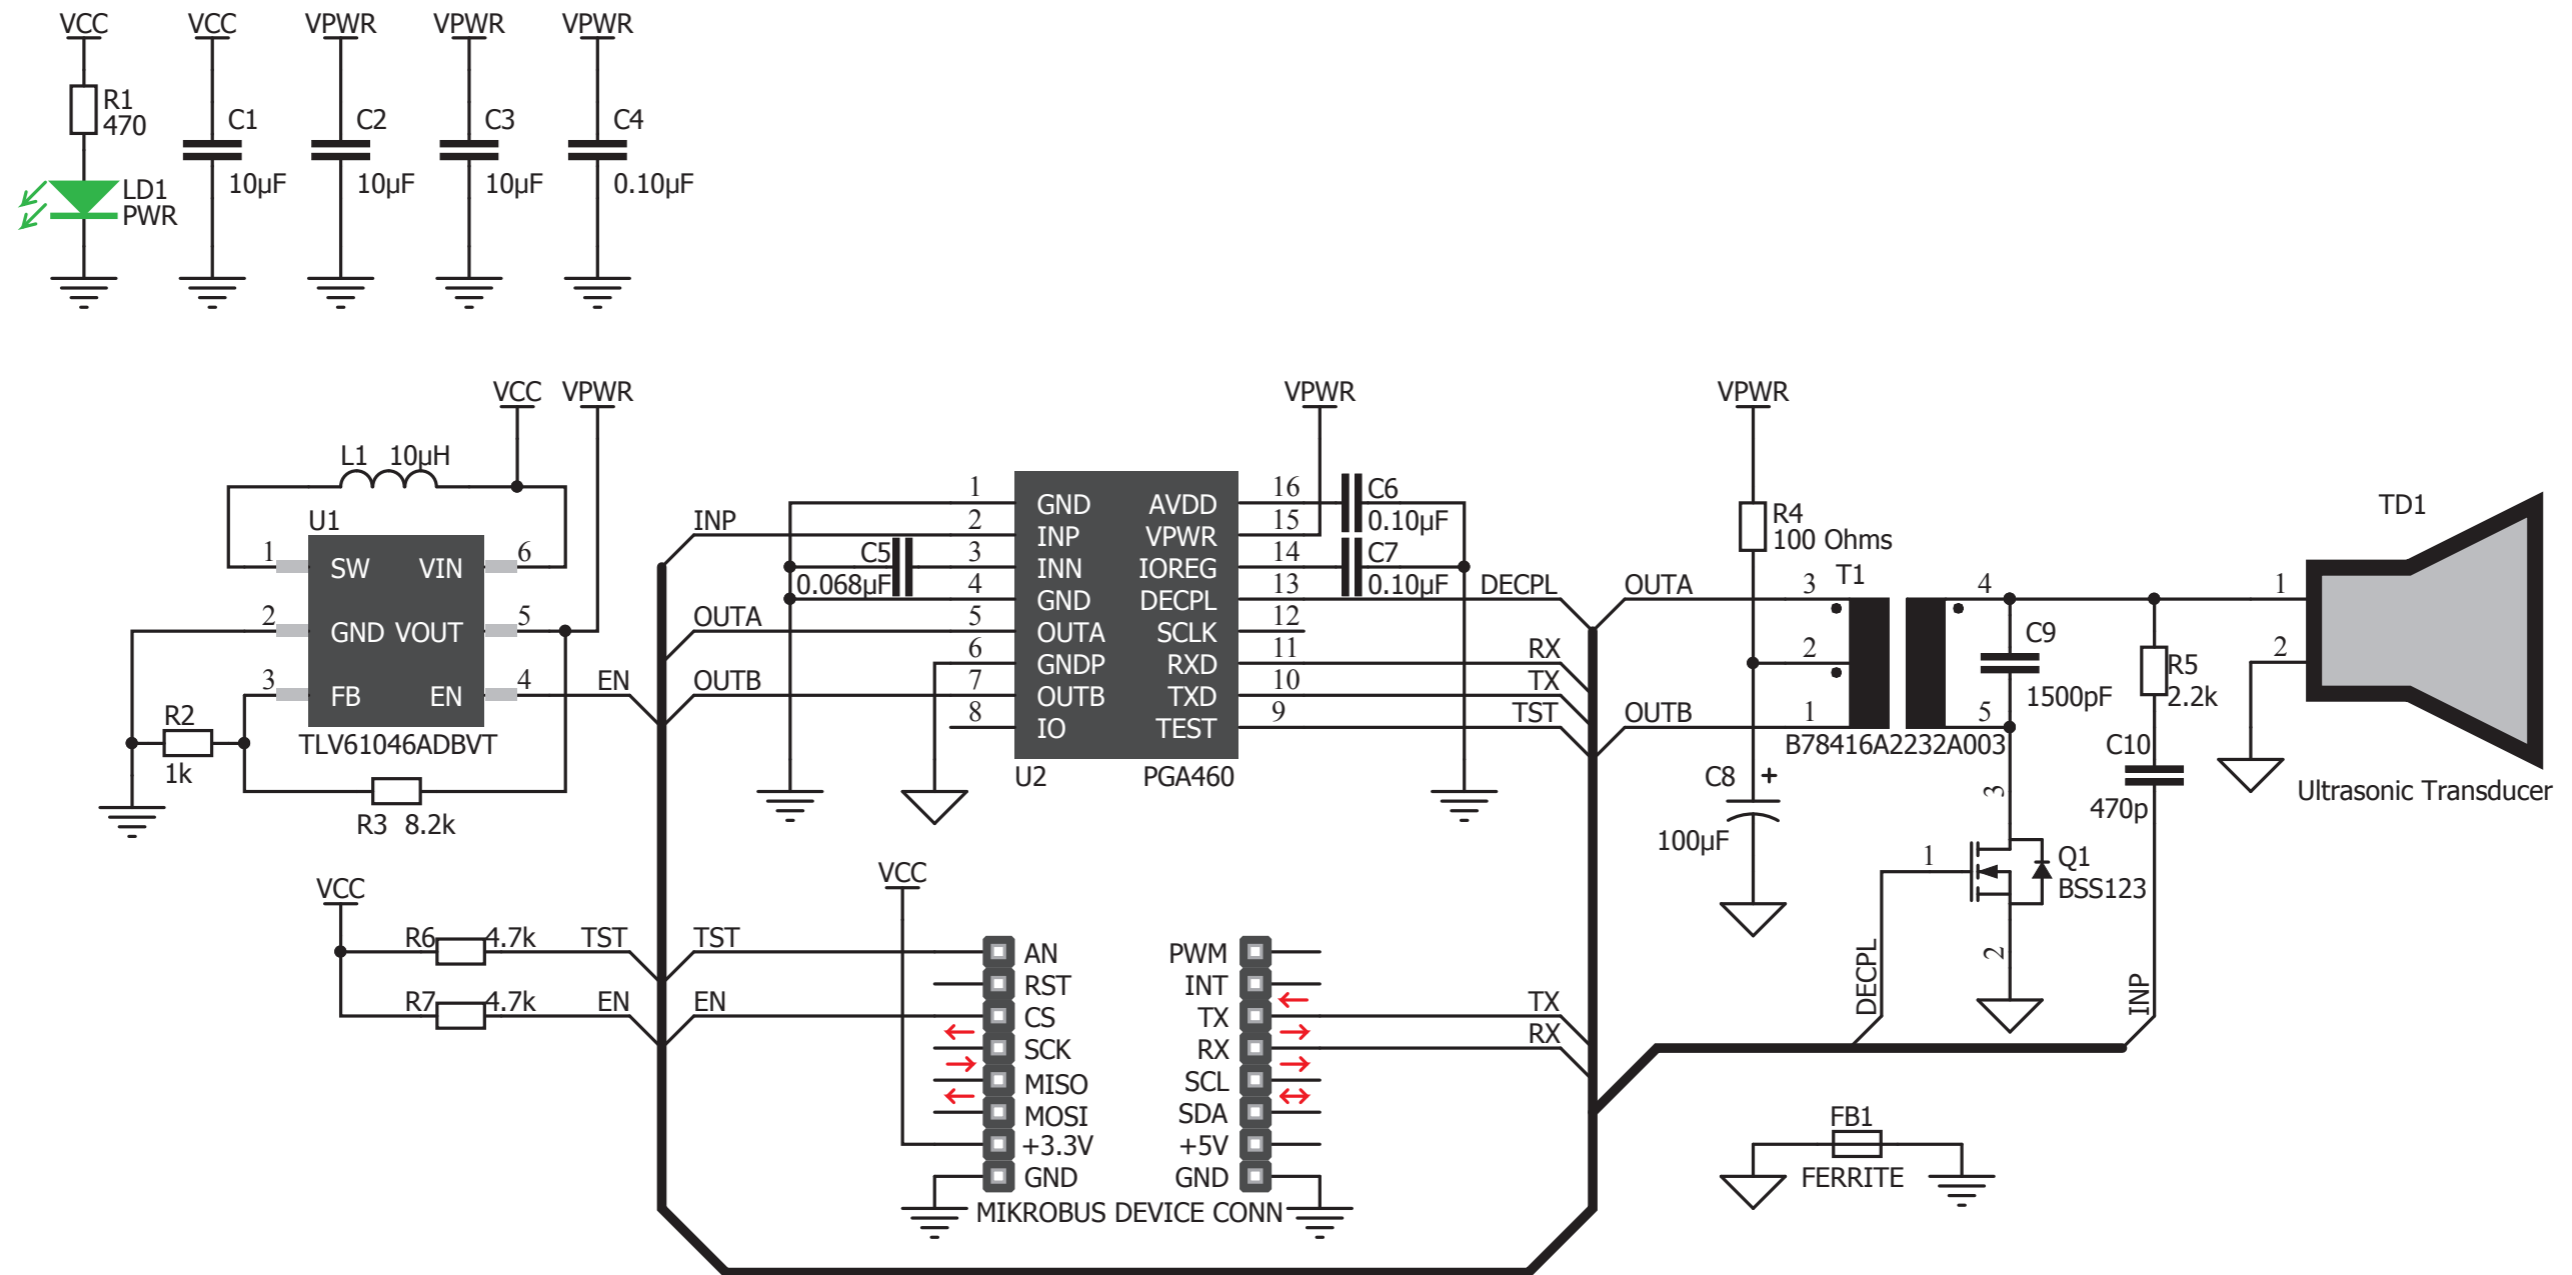 VCC VCC VPWR VPWR VPWR
R1
470
C1
10µF
C2
10µF
C3
10µF
C4
0.10µF
LD1
PWR
VCC VPWR
L1 10µH
U1
1 SW VIN 6
2 GND VOUT 5
3 FB EN 4
EN
R2
1k
TLV61046ADBVT
R3 8.2k
VPWR
INP
OUTA
OUTB
C5
0.068µF
1 GND AVDD 16
2 INP VPWR 15
3 INN IOREG 14
4 GND DECPL 13
5 OUTA SCLK 12
6 GNDP RXD 11
7 OUTB TXD 10
8 IO TEST 9
U2 PGA460
C6
0.10µF
C7
0.10µF
DECPL
RX
TX
TST
VPWR
R4
100 Ohms
T1
OUTA 3
2
OUTB 1
4
5
B78416A2232A003
C8 +
100µF
C9
1500pF
R5
2.2k
C10
470p
TD1
1
2
Ultrasonic Transducer
3
1
2
Q1
BSS123
DECPL
INP
VCC
R6 4.7k TST
R7 4.7k EN
VCC
TST
EN
AN PWM
RST INT
CS TX
SCK RX
MISO SCL
MOSI SDA
+3.3V +5V
GND GND
TX
RX
MIKROBUS DEVICE CONN
FB1
FERRITE